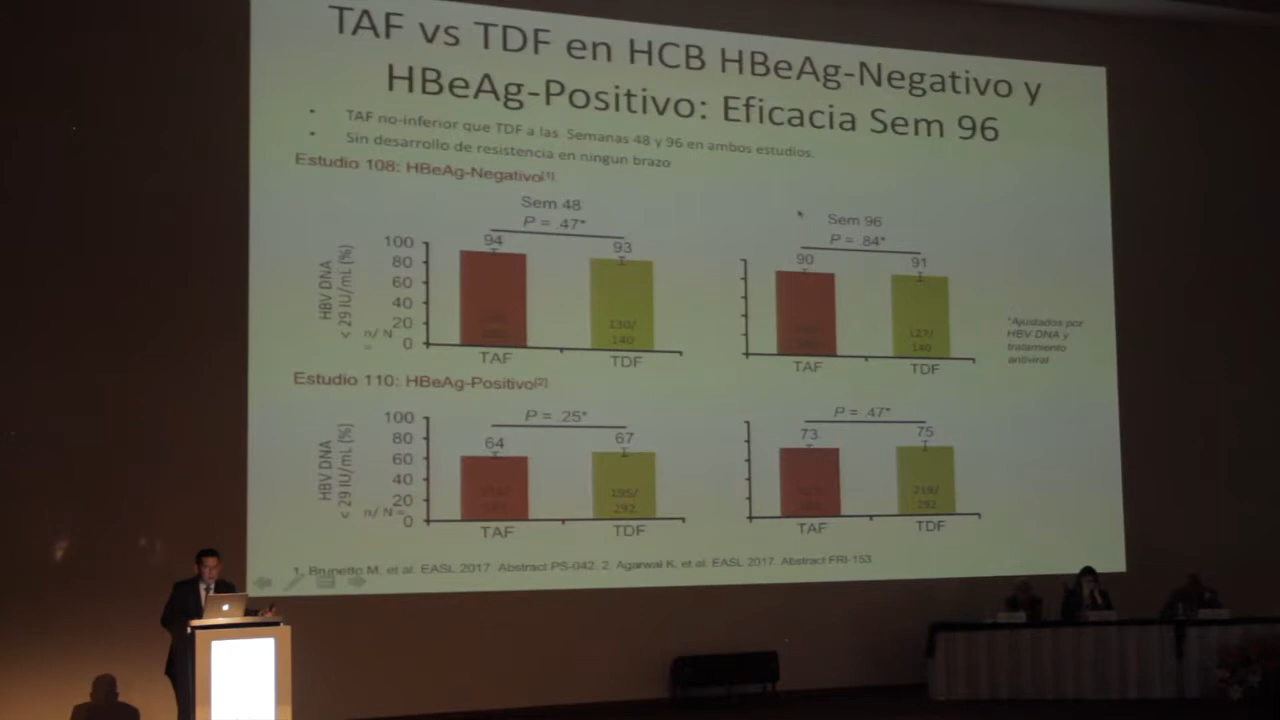 TAF vs TDF en HCB HBeAg-Negativo y
HBeAg-Positivo: Eficacia Sem 96
• TAF no-inferior que TDF a las Semanas 48 y 96 en ambos estudios.
• Sin desarrollo de resistencia en ningun brazo
Estudio 108: HBeAg-Negativo[1]
Sem 48
P = .47*
94
93
HBV DNA
< 29 IU/mL (%)
100
80
60
40
20
0
n/ N
=
130/
140
TAF
TDF
Sem 96
P = .84*
90
91
127/
140
TAF
TDF
*Ajustados por
HBV DNA y
tratamiento
antiviral
Estudio 110: HBeAg-Positivo[2]
P = .25*
64
67
HBV DNA
< 29 IU/mL (%)
100
80
60
40
20
0
n/ N =
195/
292
TAF
TDF
P = .47*
73
75
218/
292
TAF
TDF
1. Brunetto M, et al. EASL 2017. Abstract PS-042. 2. Agarwal K, et al. EASL 2017. Abstract FRI-153